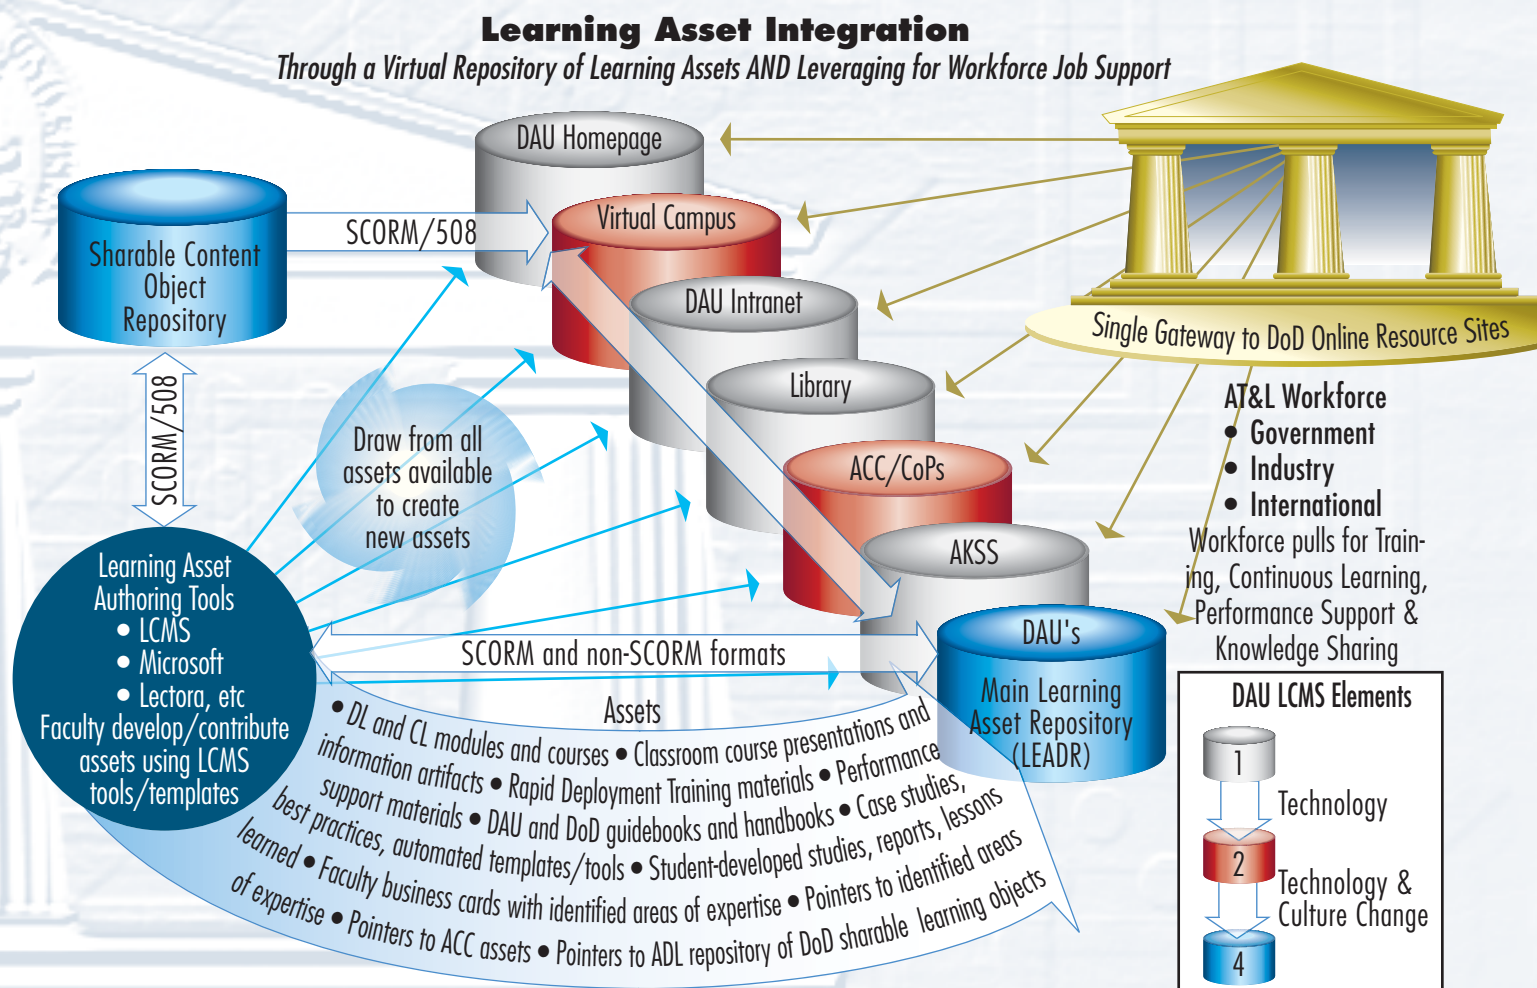 Learning Asset Integration
Through a Virtual Repository of Learning Assets AND Leveraging for Workforce Job Support
DAU Homepage
Virtual Campus
DAU Intranet
Library
ACC/CoPs
AKSS
DAU's
Main Learning
Asset Repository
(LEADR)
Sharable Content
Object
Repository
SCORM/508
SCORM/508
Draw from all
assets available
to create
new assets
Learning Asset
Authoring Tools
• LCMS
• Microsoft
• Lectora, etc
Faculty develop/contribute
assets using LCMS
tools/templates
SCORM and non-SCORM formats
Assets
• DL and CL modules and courses • Classroom course presentations and
information artifacts • Rapid Deployment Training materials • Performance
support materials • DAU and DoD guidebooks and handbooks • Case studies,
best practices, automated templates/tools • Student-developed studies, reports, lessons
learned • Faculty business cards with identified areas of expertise • Pointers to identified areas
of expertise • Pointers to ACC assets • Pointers to ADL repository of DoD sharable learning objects
Single Gateway to DoD Online Resource Sites
AT&L Workforce
• Government
• Industry
• International
Workforce pulls for Train-
ing, Continuous Learning,
Performance Support &
Knowledge Sharing
DAU LCMS Elements
1
Technology
2
Technology &
Culture Change
4